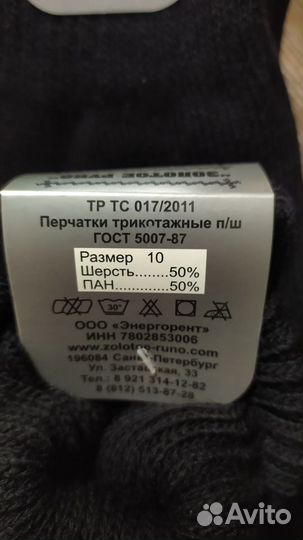 "ЗОЛОТОЕ РУНО"
ТР ТС 017/2011
Перчатки трикотажные п/ш
ГОСТ 5007-87
Размер 10
Шерсть........50%
ПАН..............50%
30°
ООО «Энергорент»
ИНН 7802853006
www.zolotoe-runo.com
196084 Санкт-Петербург
Ул. Заставская, 33
Тел.: 8 921 314-12-82
8 (812) 513-87-28
Avito